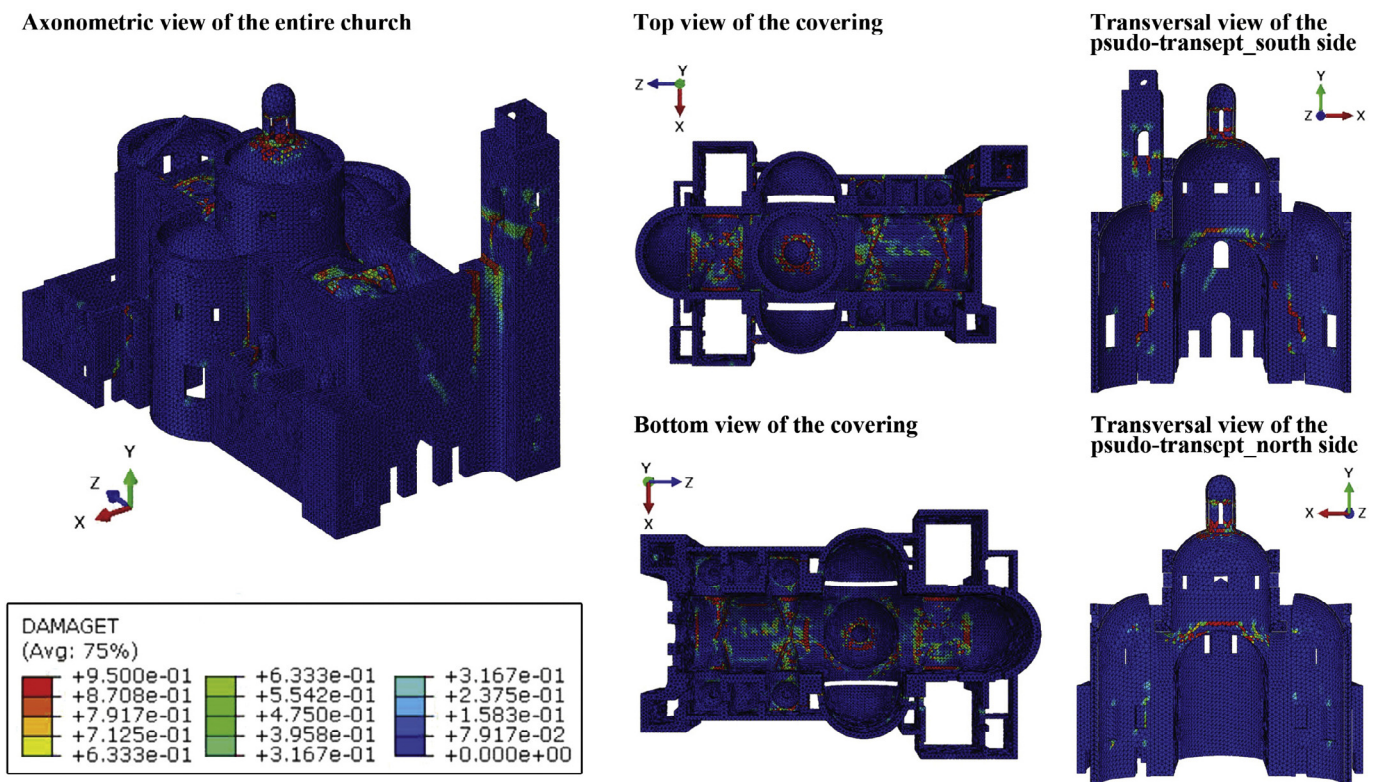 Axonometric view of the entire church
Top view of the covering
Transversal view of the
psudo-transept_south side
Y
Z
X
Y
Z
X
Y
Z
X
Bottom view of the covering
Transversal view of the
psudo-transept_north side
Y
Z
X
Y
X
Z
DAMAGET
(Avg: 75%)
+9.500e-01
+8.708e-01
+7.917e-01
+7.125e-01
+6.333e-01
+6.333e-01
+5.542e-01
+4.750e-01
+3.958e-01
+3.167e-01
+3.167e-01
+2.375e-01
+1.583e-01
+7.917e-02
+0.000e+00